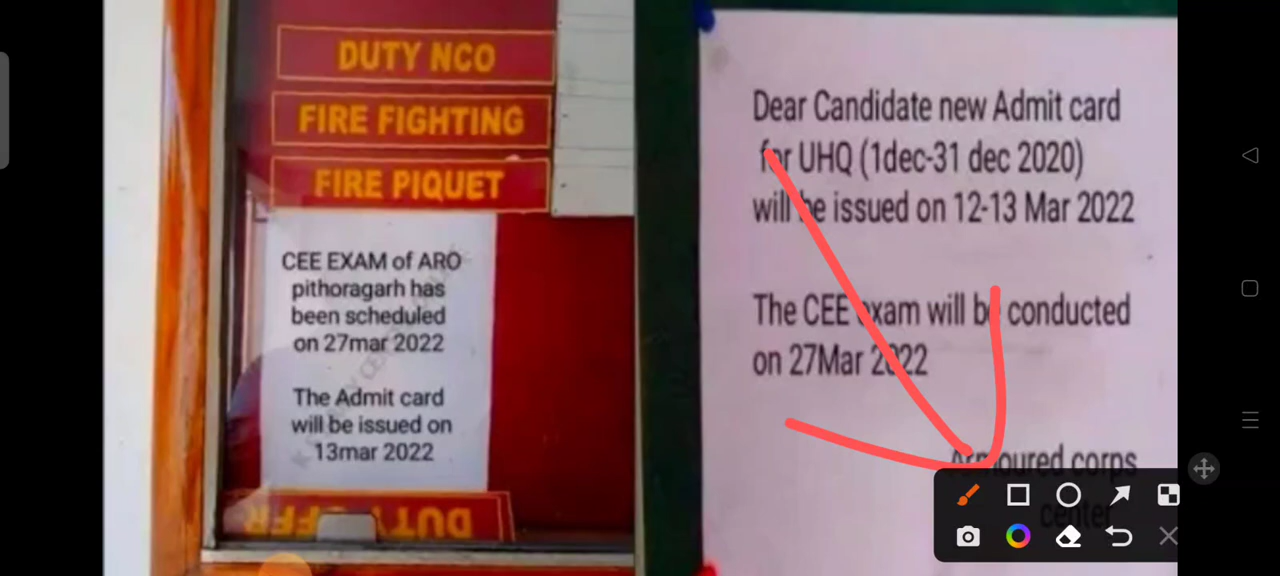 DUTY NCO
FIRE FIGHTING
FIRE PIQUET
CEE EXAM of ARO
pithoragarh has
been scheduled
on 27mar 2022
The Admit card
will be issued on
13mar 2022
Dear Candidate new Admit card
for UHQ (1dec-31 dec 2020)
will be issued on 12-13 Mar 2022
The CEE exam will be conducted
on 27Mar 2022
Armoured corps
center